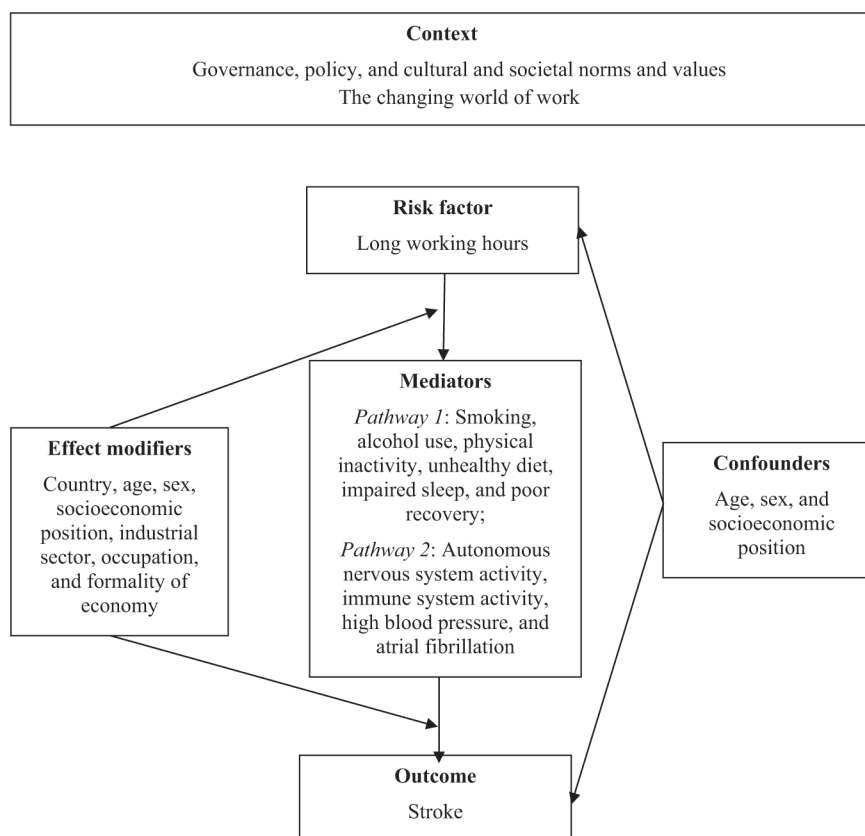 Context
Governance, policy, and cultural and societal norms and values
The changing world of work
Risk factor
Long working hours
Mediators
Pathway 1: Smoking,
alcohol use, physical
inactivity, unhealthy diet,
impaired sleep, and poor
recovery;
Pathway 2: Autonomous
nervous system activity,
immune system activity,
high blood pressure, and
atrial fibrillation
Effect modifiers
Country, age, sex,
socioeconomic
position, industrial
sector, occupation,
and formality of
economy
Confounders
Age, sex, and
socioeconomic
position
Outcome
Stroke